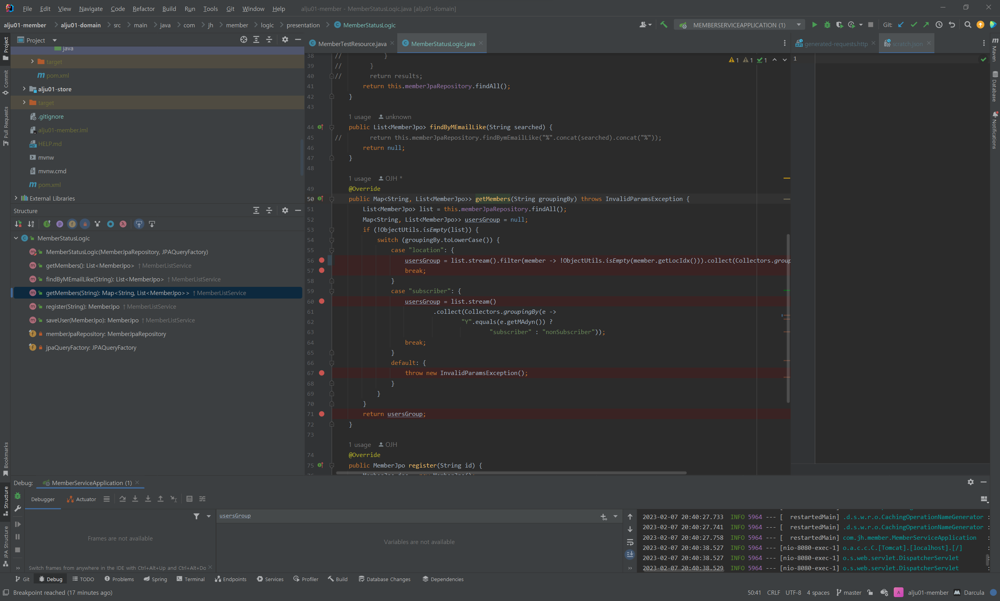 File Edit View Navigate Code Refactor Build Run Tools Git Window Help alju01-member - MemberStatusLogic.java [alju01-domain]
alju01-member alju01-domain src main java com jh member logic presentation MemberStatusLogic MEMBERSERVICEAPPLICATION (1) Git:
Project
java
target
pom.xml
alju01-store
target
.gitignore
alju01-member.iml
HELP.md
mvnw
mvnw.cmd
pom.xml
External Libraries
Structure
MemberStatusLogic
MemberStatusLogic(MemberJpaRepository, JPAQueryFactory)
getMembers(): List<MemberJpo> ↑MemberListService
findByMEmailLike(String): List<MemberJpo> ↑MemberListService
getMembers(String): Map<String, List<MemberJpo>> ↑MemberListService
register(String): MemberJpo ↑MemberListService
saveUser(MemberJpo): MemberJpo ↑MemberListService
memberJpaRepository: MemberJpaRepository
jpaQueryFactory: JPAQueryFactory
Project
Commit
Pull Requests
Bookmarks
Structure
JPA Structure
MemberTestResource.java MemberStatusLogic.java
1 1 1
38 // }
39 // }
40 // return results;
41 return this.memberJpaRepository.findAll();
42 }
43
1 usage unknown
44 public List<MemberJpo> findByMEmailLike(String searched) {
45 // return this.memberJpaRepository.findBymEmailLike("%".concat(searched).concat("%"));
46 return null;
47 }
48
1 usage OJH *
49 @Override
50 public Map<String, List<MemberJpo>> getMembers(String groupingBy) throws InvalidParamsException {
51 List<MemberJpo> list = this.memberJpaRepository.findAll();
52 Map<String, List<MemberJpo>> usersGroup = null;
53 if (!ObjectUtils.isEmpty(list)) {
54 switch (groupingBy.toLowerCase()) {
55 case "location": {
56 usersGroup = list.stream().filter(member -> !ObjectUtils.isEmpty(member.getLocIdx())).collect(Collectors.group
57 break;
58 }
59 case "subscriber": {
60 usersGroup = list.stream()
61 .collect(Collectors.groupingBy(e ->
62 "Y".equals(e.getMAdyn()) ?
63 "subscriber" : "nonSubscriber"));
64 break;
65 }
66 default: {
67 throw new InvalidParamsException();
68 }
69 }
70 }
71 return usersGroup;
72 }
73
1 usage OJH
74 @Override
75 public MemberJpo register(String id) {
generated-requests.http scratch.json
1
Maven
Database
Notifications
Debug: MemberServiceApplication (1)
Debugger Actuator
Frames are not available
Switch frames from anywhere in the IDE with Ctrl+Alt+Up and Ctrl+Alt+Do
usersGroup
Variables are not available
2023-02-07 20:40:27.733 INFO 5964 --- [ restartedMain] .d.s.w.r.o.CachingOperationNameGenerator :
2023-02-07 20:40:27.741 INFO 5964 --- [ restartedMain] .d.s.w.r.o.CachingOperationNameGenerator :
2023-02-07 20:40:27.758 INFO 5964 --- [ restartedMain] com.jh.member.MemberServiceApplication :
2023-02-07 20:40:38.527 INFO 5964 --- [nio-8080-exec-1] o.a.c.c.C.[Tomcat].[localhost].[/] :
2023-02-07 20:40:38.527 INFO 5964 --- [nio-8080-exec-1] o.s.web.servlet.DispatcherServlet :
2023-02-07 20:40:38.529 INFO 5964 --- [nio-8080-exec-1] o.s.web.servlet.DispatcherServlet :
Git Debug TODO Problems Spring Terminal Endpoints Services Profiler Build Database Changes Dependencies
Breakpoint reached (17 minutes ago) 50:41 CRLF UTF-8 4 spaces master A alju01-member Darcula